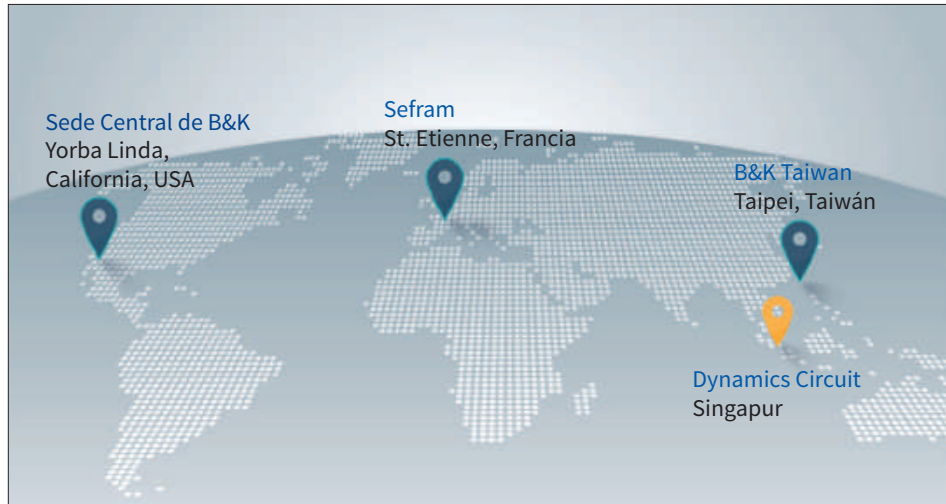 Sede Central de B&K
Yorba Linda,
California, USA
Sefram
St. Etienne, Francia
B&K Taiwan
Taipei, Taiwán
Dynamics Circuit
Singapur